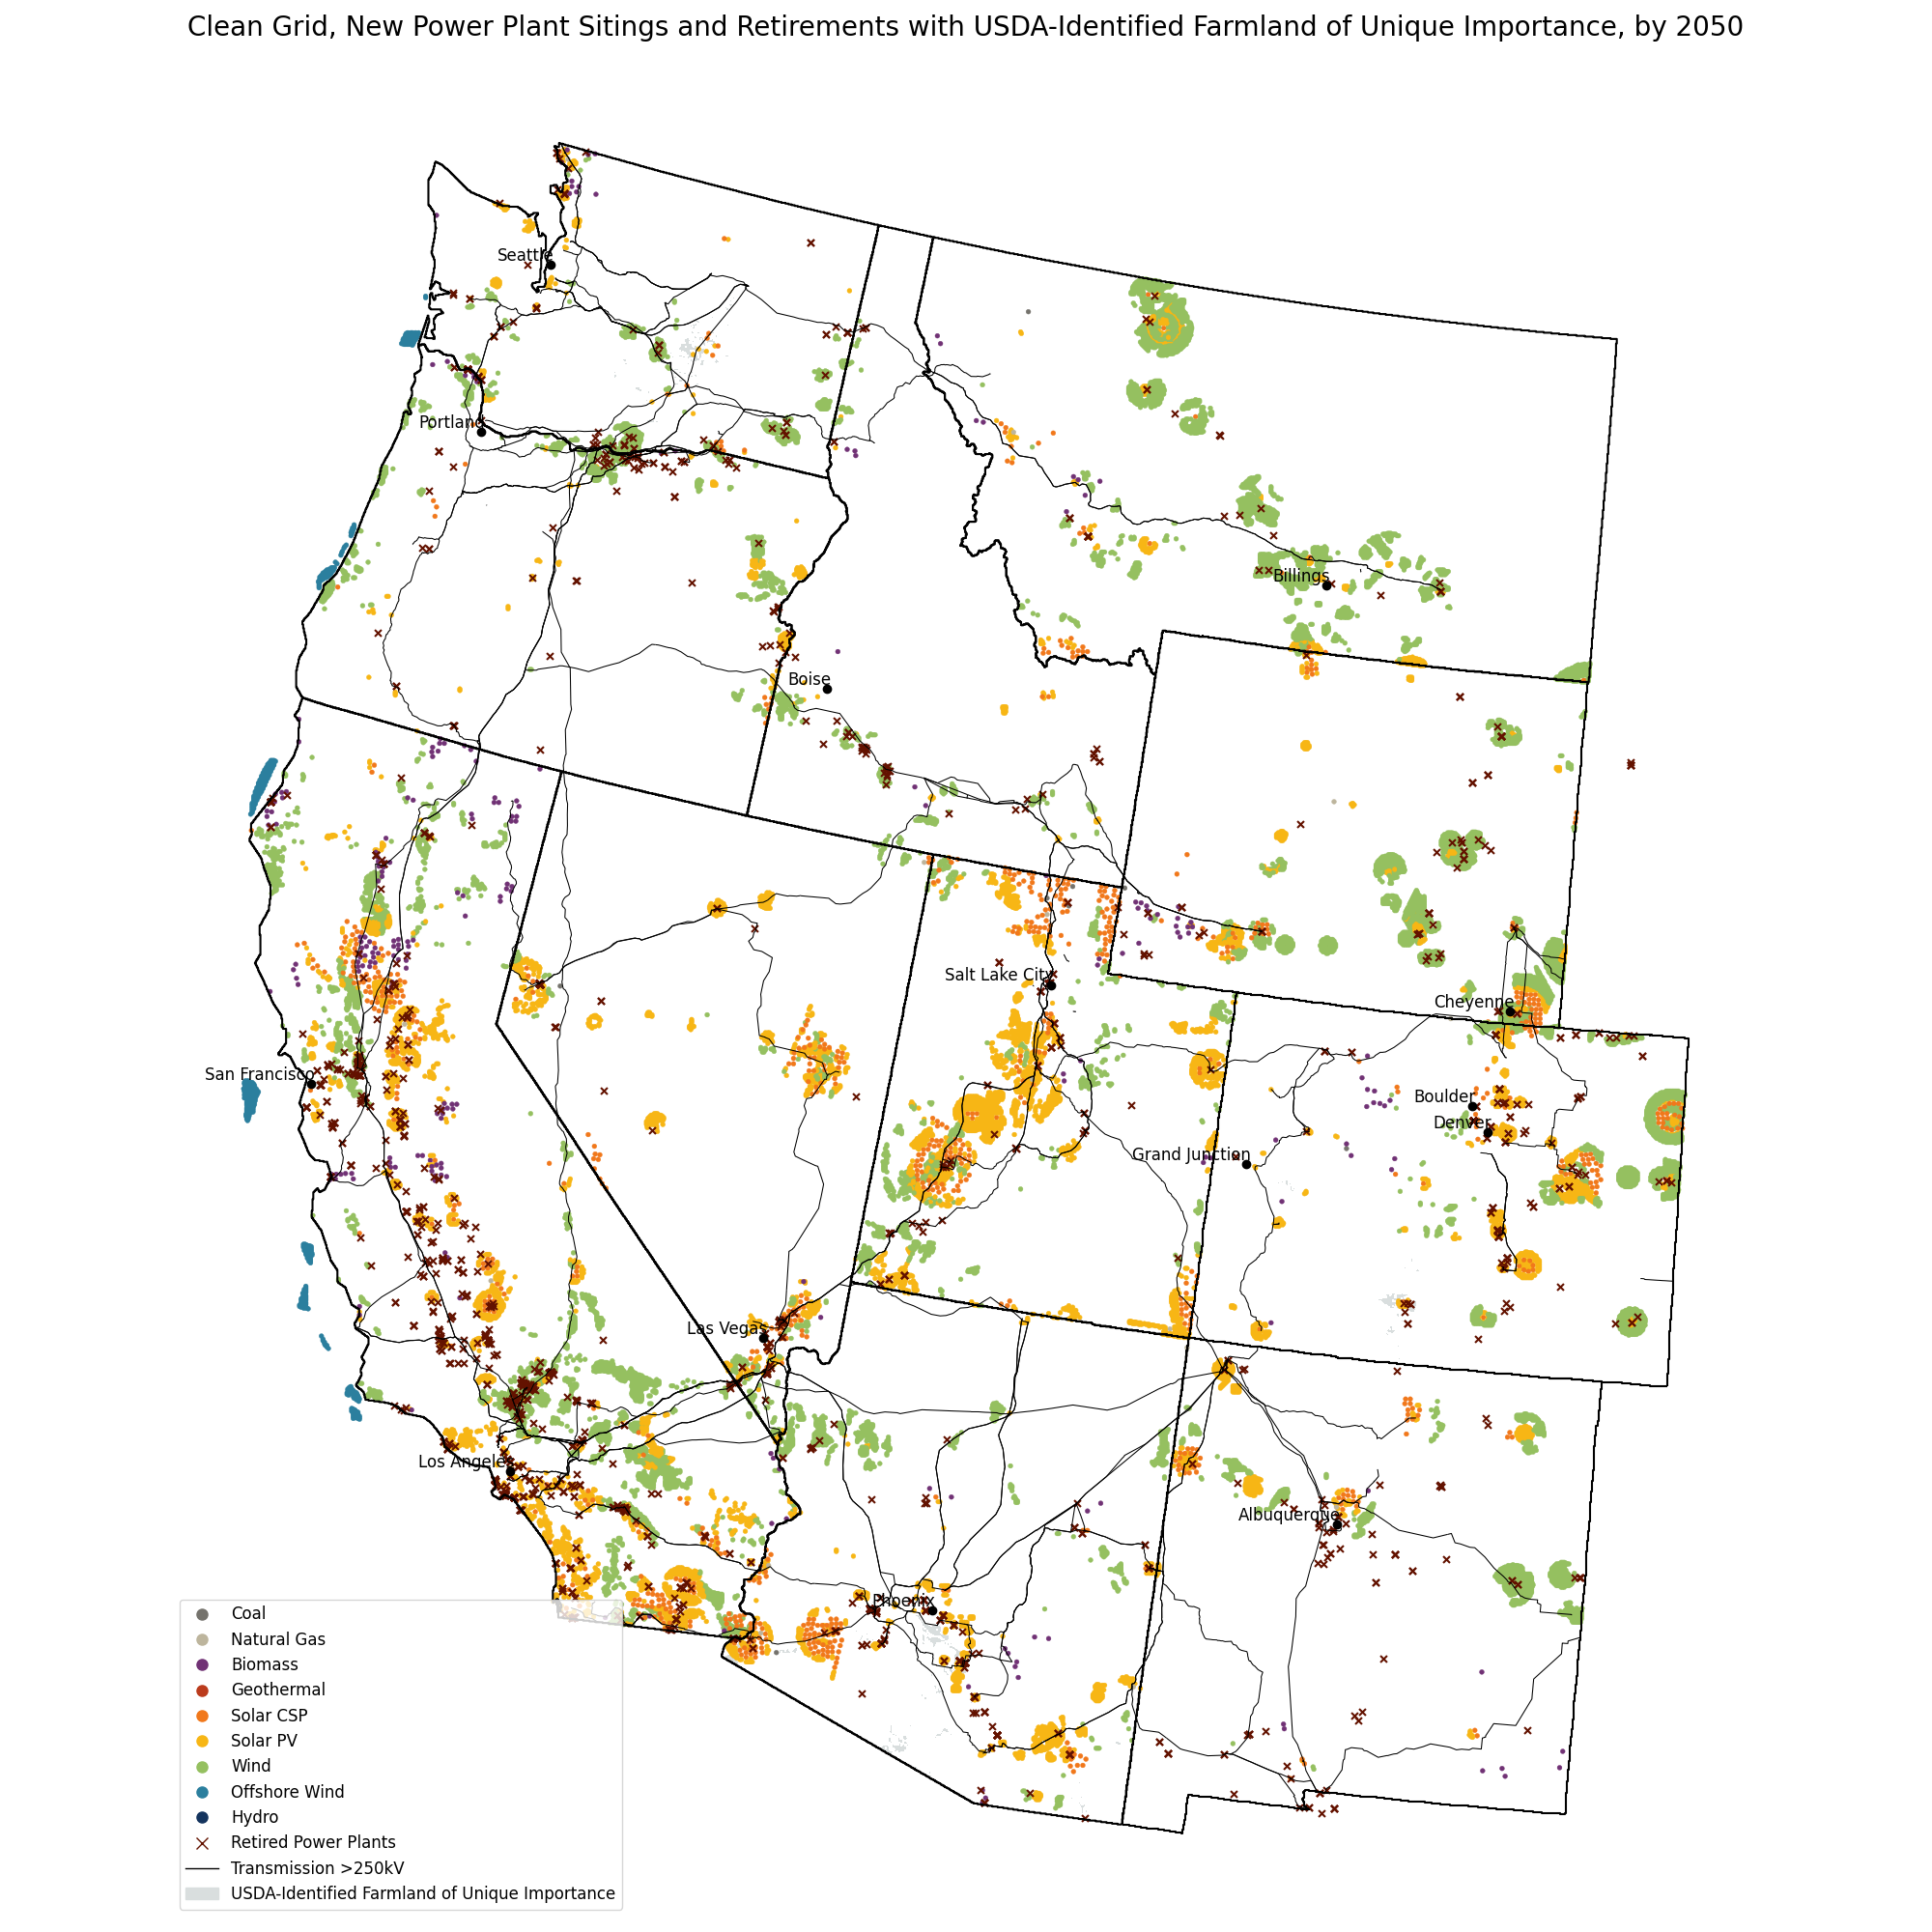 Clean Grid, New Power Plant Sitings and Retirements with USDA-Identified Farmland of Unique Importance, by 2050
Seattle
Portland
Billings
Boise
Salt Lake City
Cheyenne
San Francisco
Boulder
Denver
Grand Junction
Las Vegas
Los Angeles
Albuquerque
Phoenix
Coal
Natural Gas
Biomass
Geothermal
Solar CSP
Solar PV
Wind
Offshore Wind
Hydro
Retired Power Plants
Transmission >250kV
USDA-Identified Farmland of Unique Importance